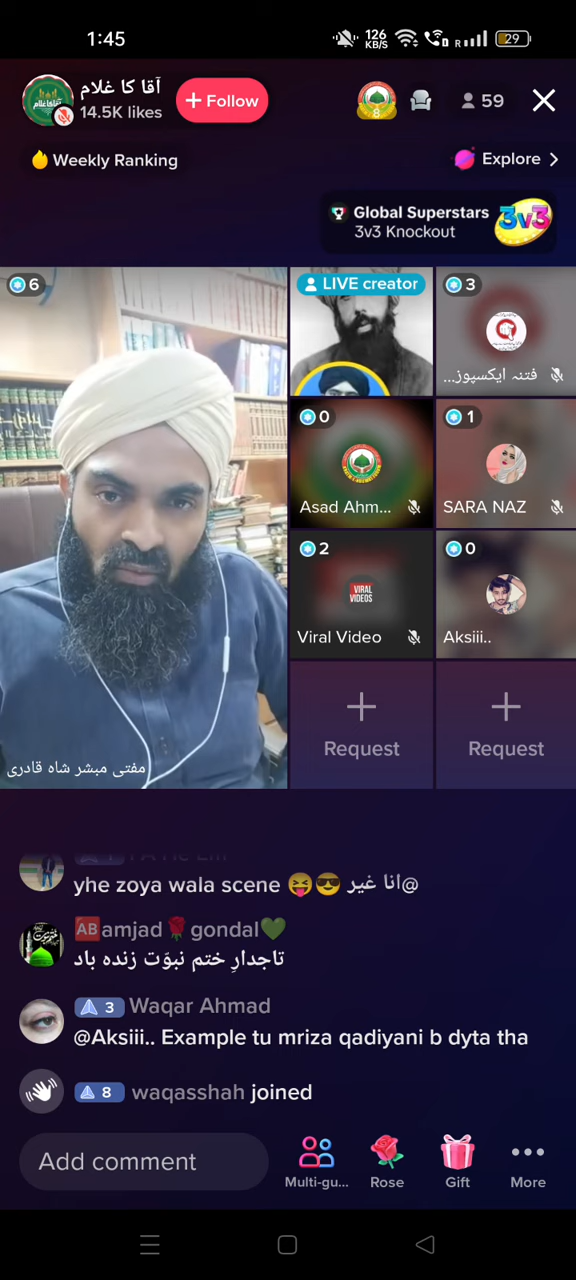 1:45
126
KB/S
R
29
آقا کا غلام
14.5K likes
+ Follow
8
59
Weekly Ranking
Explore >
Global Superstars
3v3 Knockout
3v3
6
LIVE creator
3
فتنہ ایکسپوز...
0
Asad Ahm...
1
SARA NAZ
2
VIRAL
VIDEOS
Viral Video
0
Aksiii..
مفتی مبشر شاہ قادری
Request
Request
yhe zoya wala scene 😝😎 @انا غیر
🆎amjad🌹gondal💚
تاجدارِ ختم نبوّت زندہ باد
3 Waqar Ahmad
@Aksiii.. Example tu mriza qadiyani b dyta tha
8 waqasshah joined
Add comment
Multi-gu...
Rose
Gift
More